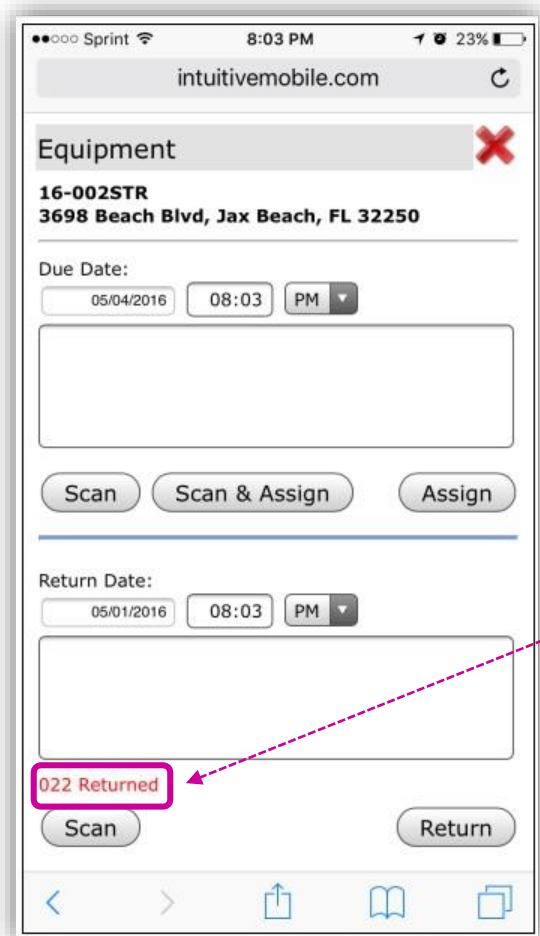 Sprint 8:03 PM 23%
intuitivemobile.com
Equipment
16-002STR
3698 Beach Blvd, Jax Beach, FL 32250
Due Date:
05/04/2016 08:03 PM
Scan Scan & Assign Assign
Return Date:
05/01/2016 08:03 PM
022 Returned
Scan Return